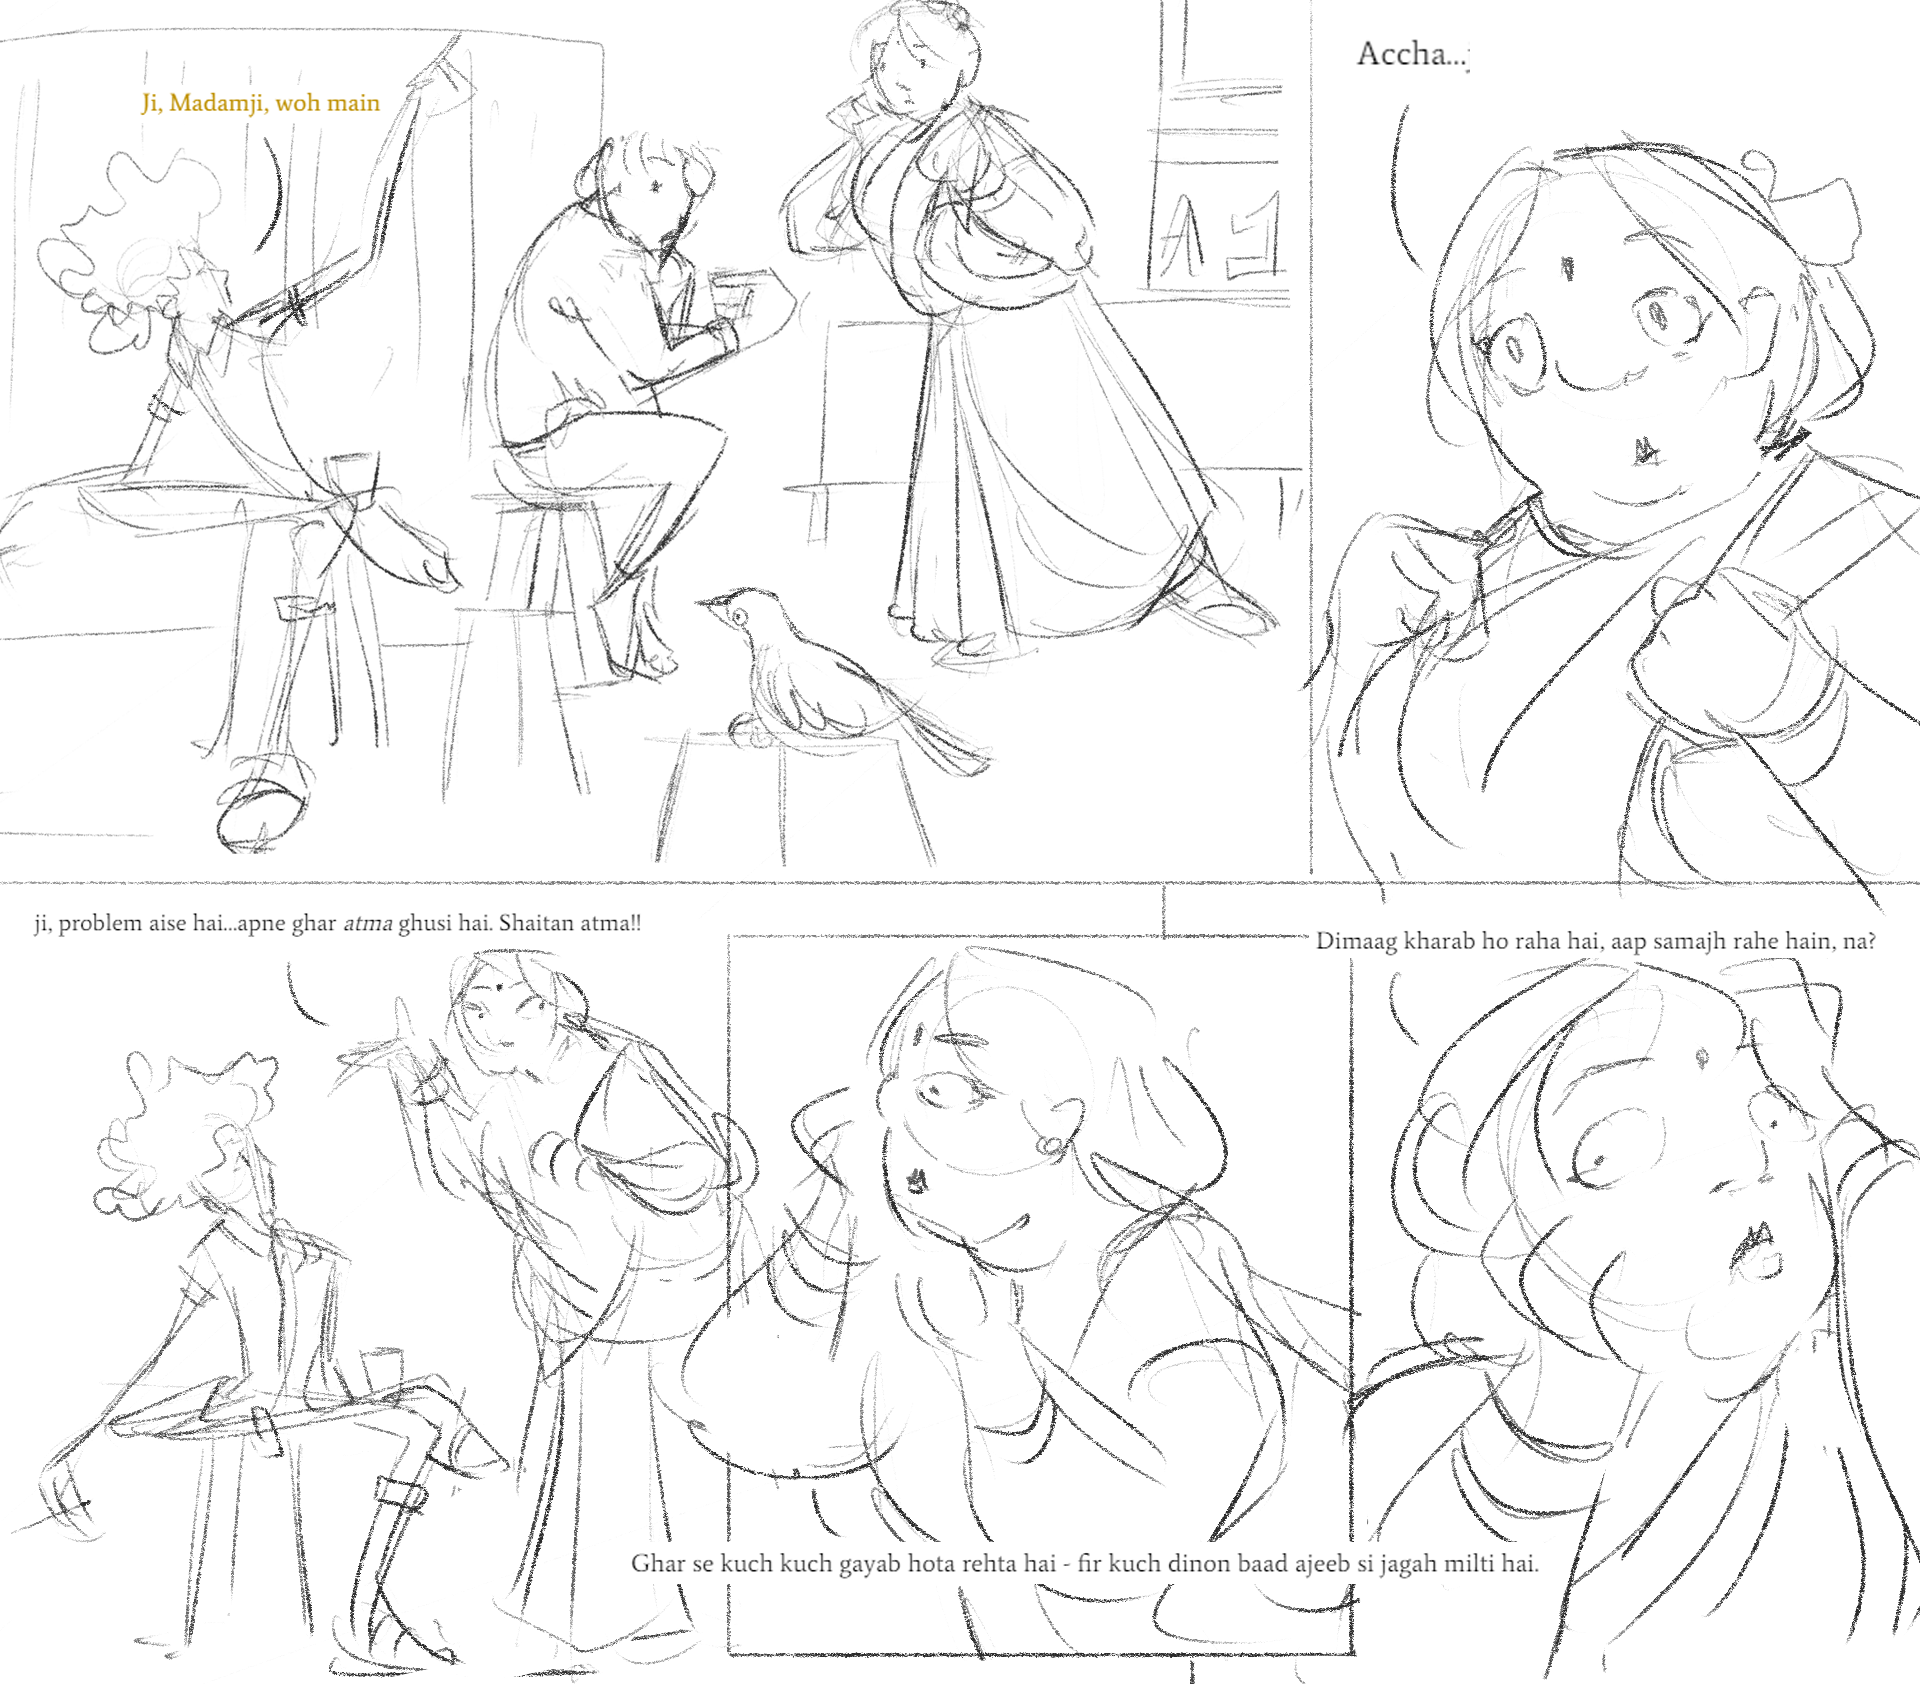 Ji, Madamji, woh main
Accha...
ji, problem aise hai...apne ghar atma ghusi hai. Shaitan atma!!
Ghar se kuch kuch gayab hota rehta hai - fir kuch dinon baad ajeeb si jagah milti hai.
Dimaag kharab ho raha hai, aap samajh rahe hain, na?